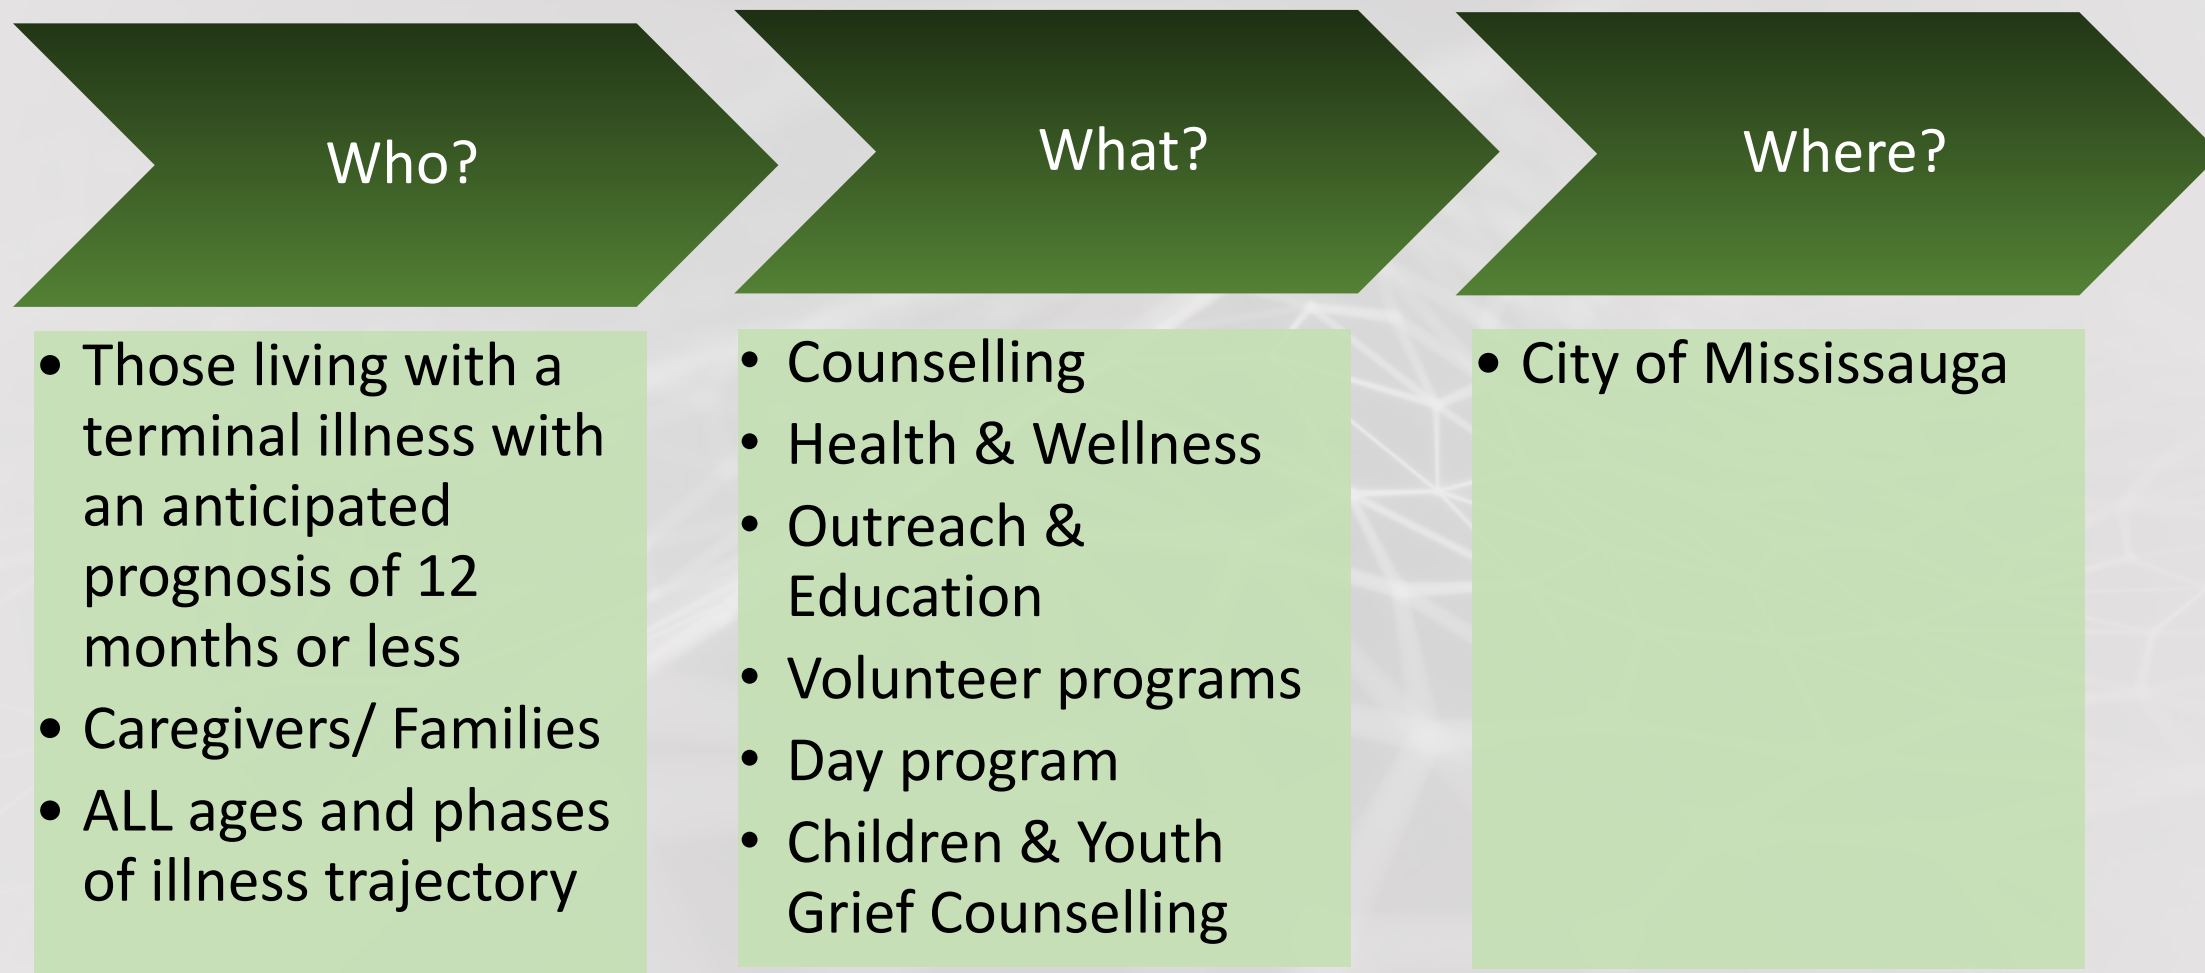 Who?
• Those living with a
terminal illness with
an anticipated
prognosis of 12
months or less
• Caregivers/ Families
• ALL ages and phases
of illness trajectory
What?
• Counselling
• Health & Wellness
• Outreach &
Education
• Volunteer programs
• Day program
• Children & Youth
Grief Counselling
Where?
• City of Mississauga